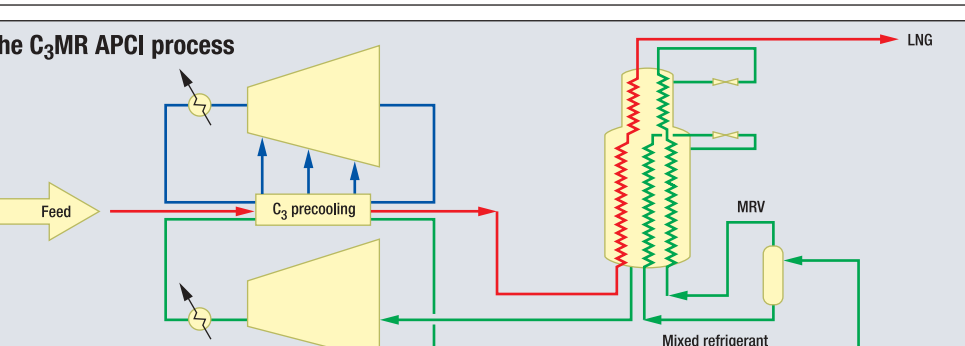 he C3MR APCI process
LNG
Feed
C3 precooling
MRV
Mixed refrigerant